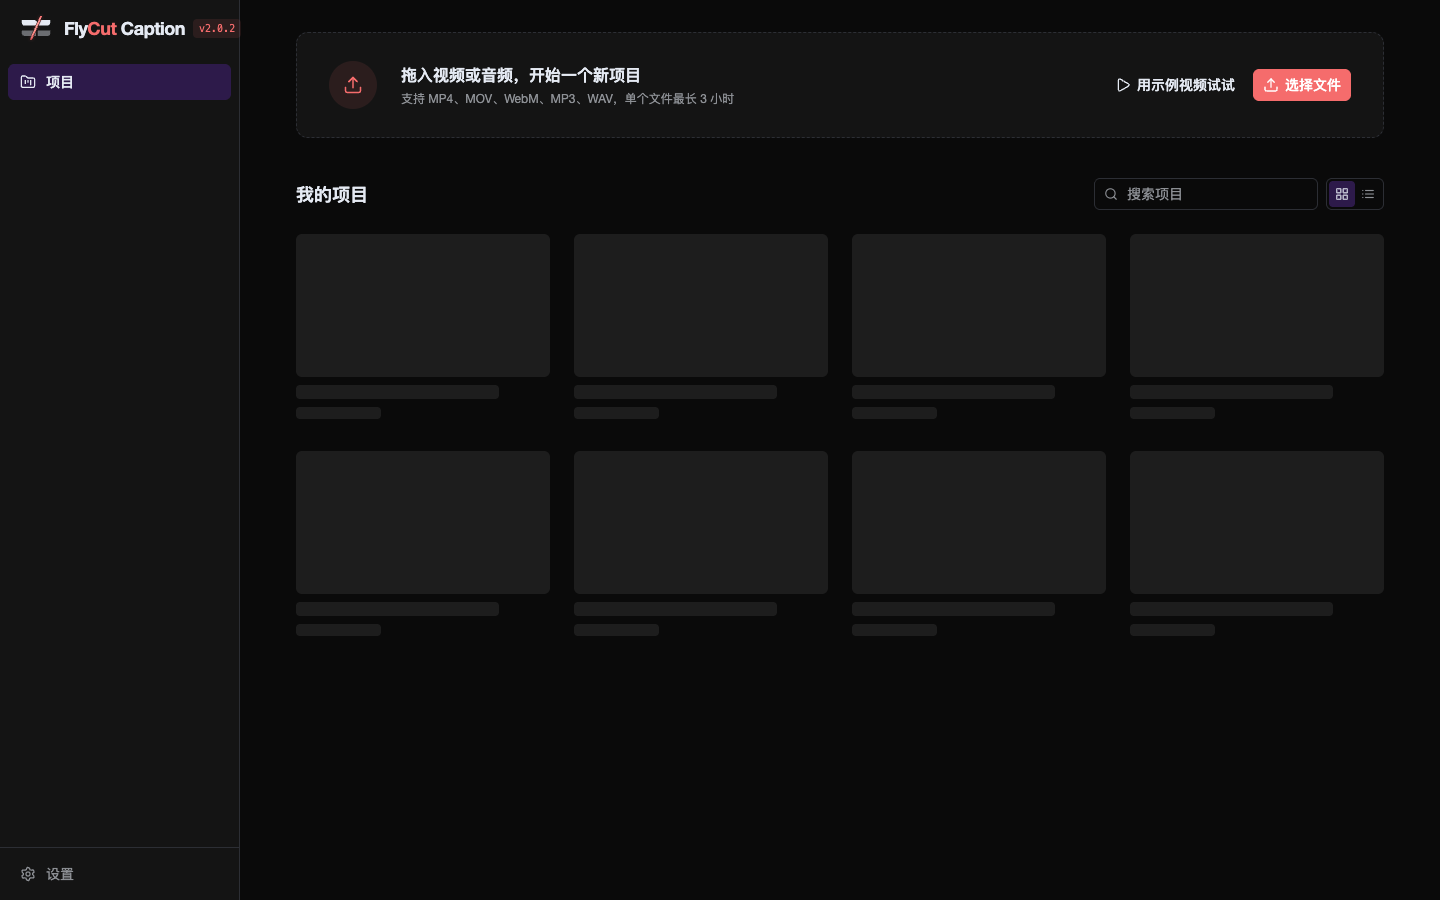 FlyCut Caption v2.0.2
项目
拖入视频或音频，开始一个新项目
支持 MP4、MOV、WebM、MP3、WAV，单个文件最长 3 小时
用示例视频试试
选择文件
我的项目
搜索项目
设置